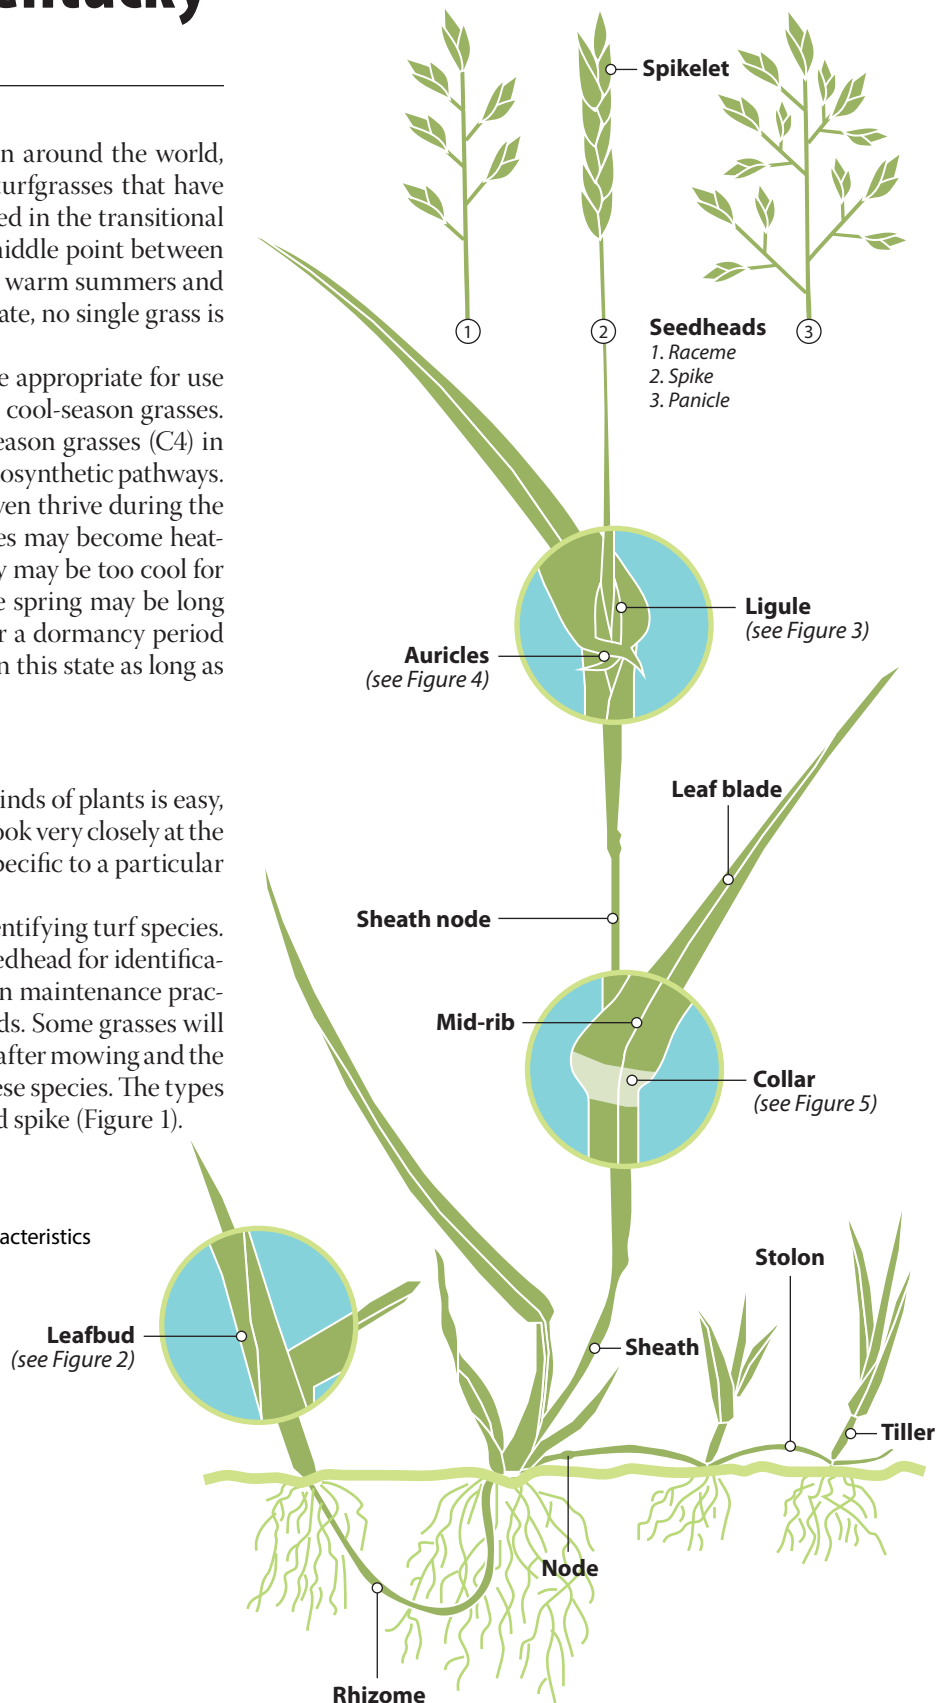 n around the world,
turfgrasses that have
ed in the transitional
middle point between
warm summers and
ate, no single grass is
e appropriate for use
cool-season grasses.
eason grasses (C4) in
osynthetic pathways.
ven thrive during the
es may become heat-
y may be too cool for
e spring may be long
r a dormancy period
n this state as long as
inds of plants is easy,
ook very closely at the
pecific to a particular
entifying turf species.
edhead for identifica-
n maintenance prac-
ds. Some grasses will
after mowing and the
ese species. The types
d spike (Figure 1).
acteristics
Spikelet
1
2
3
Seedheads
1. Raceme
2. Spike
3. Panicle
Ligule
(see Figure 3)
Auricles
(see Figure 4)
Leaf blade
Sheath node
Mid-rib
Collar
(see Figure 5)
Leafbud
(see Figure 2)
Stolon
Sheath
Tiller
Node
Rhizome